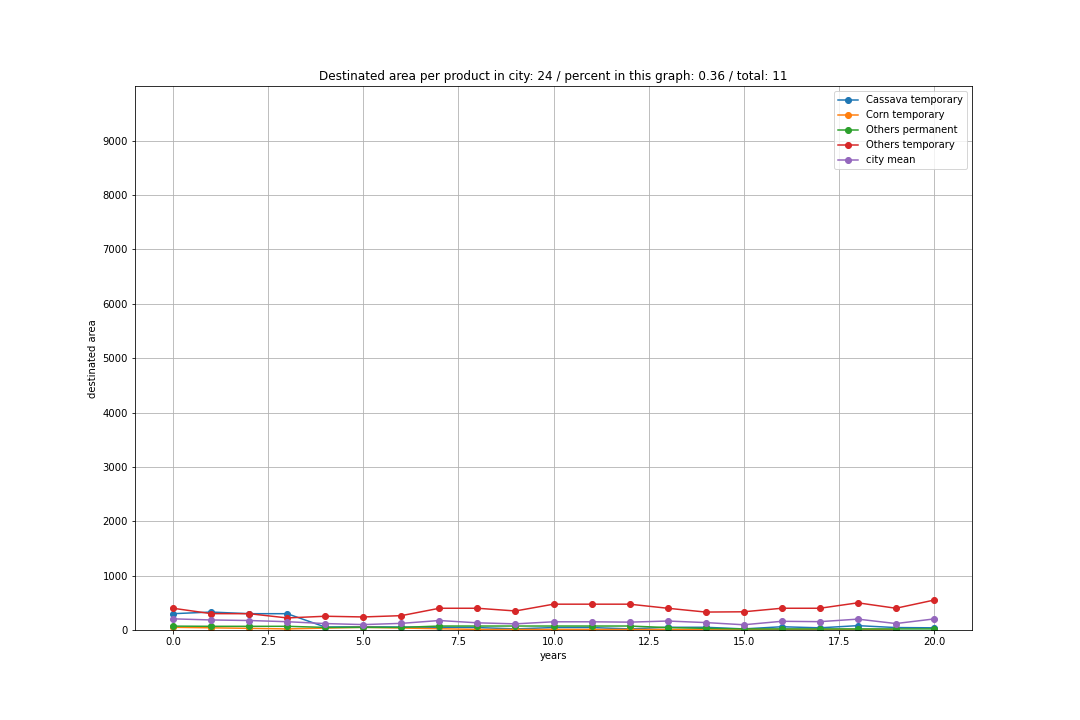 Destinated area per product in city: 24 / percent in this graph: 0.36 / total: 11
Cassava temporary
Corn temporary
Others permanent
Others temporary
city mean
9000
8000
7000
6000
5000
4000
3000
2000
1000
0
destinated area
0.0 2.5 5.0 7.5 10.0 12.5 15.0 17.5 20.0
years